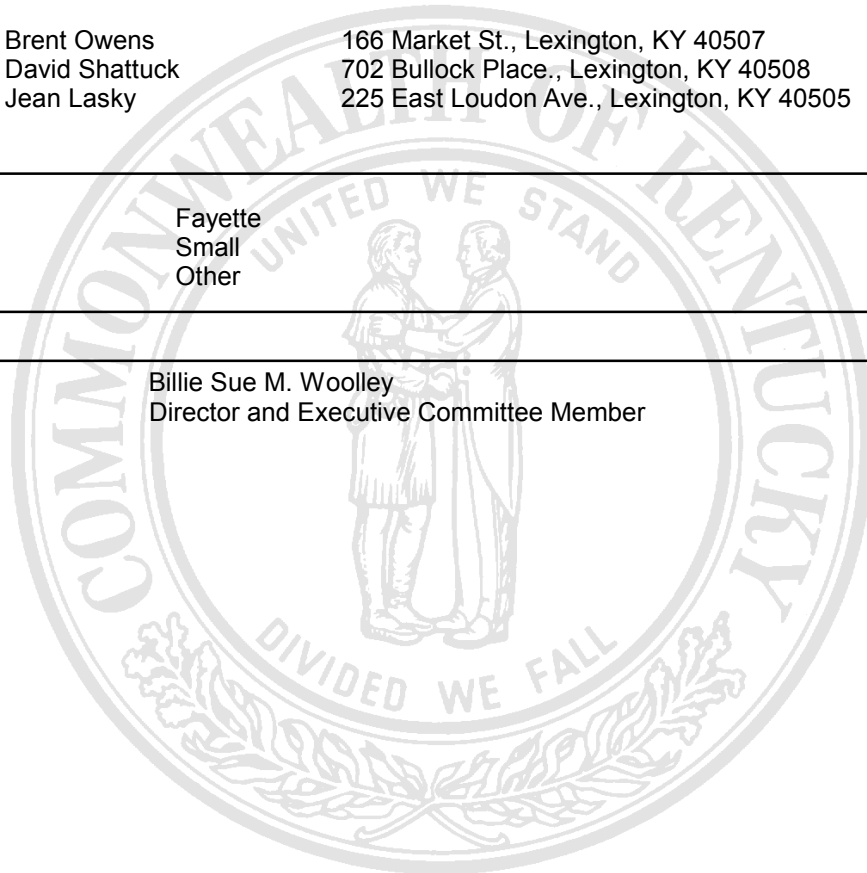 Brent Owens 166 Market St., Lexington, KY 40507
David Shattuck 702 Bullock Place., Lexington, KY 40508
Jean Lasky 225 East Loudon Ave., Lexington, KY 40505
Fayette
Small
Other
Billie Sue M. Woolley
Director and Executive Committee Member
COMMONWEALTH OF KENTUCKY
UNITED WE STAND
DIVIDED WE FALL